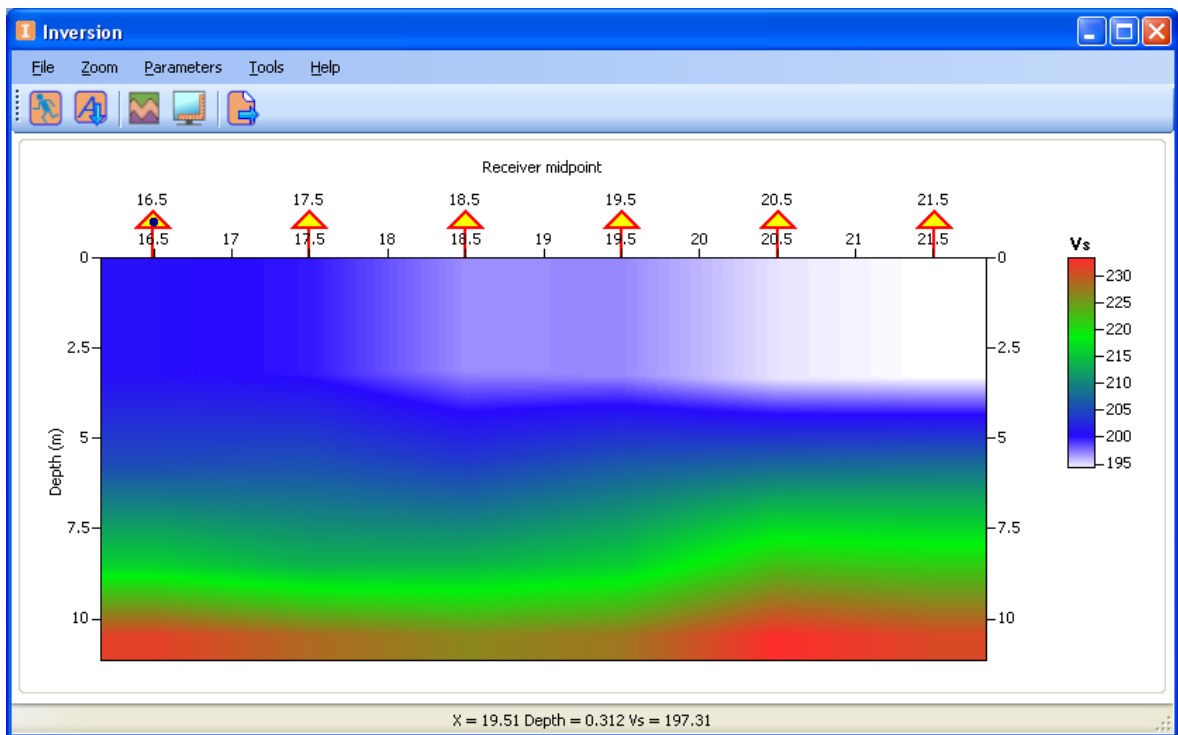 Inversion
File Zoom Parameters Tools Help
Receiver midpoint
16.5 17.5 18.5 19.5 20.5 21.5
16.5 17 17.5 18 18.5 19 19.5 20 20.5 21 21.5
Vs
0 0
230
225
220
2.5 2.5
215
210
205
5 5
200
195
Depth (m)
7.5 7.5
10 10
X = 19.51 Depth = 0.312 Vs = 197.31